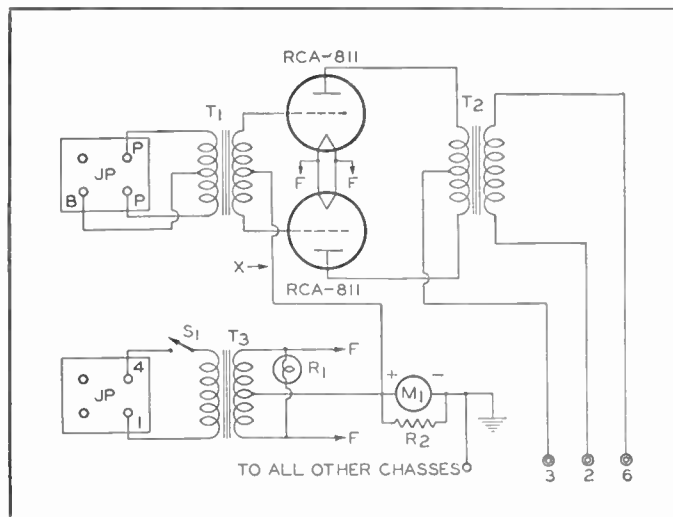 RCA-811
T1
T2
P
JP
B
P
F
F
X
RCA-811
S1
T3
4
JP
1
F
R1
F
+
M1
-
R2
TO ALL OTHER CHASSES
3
2
6